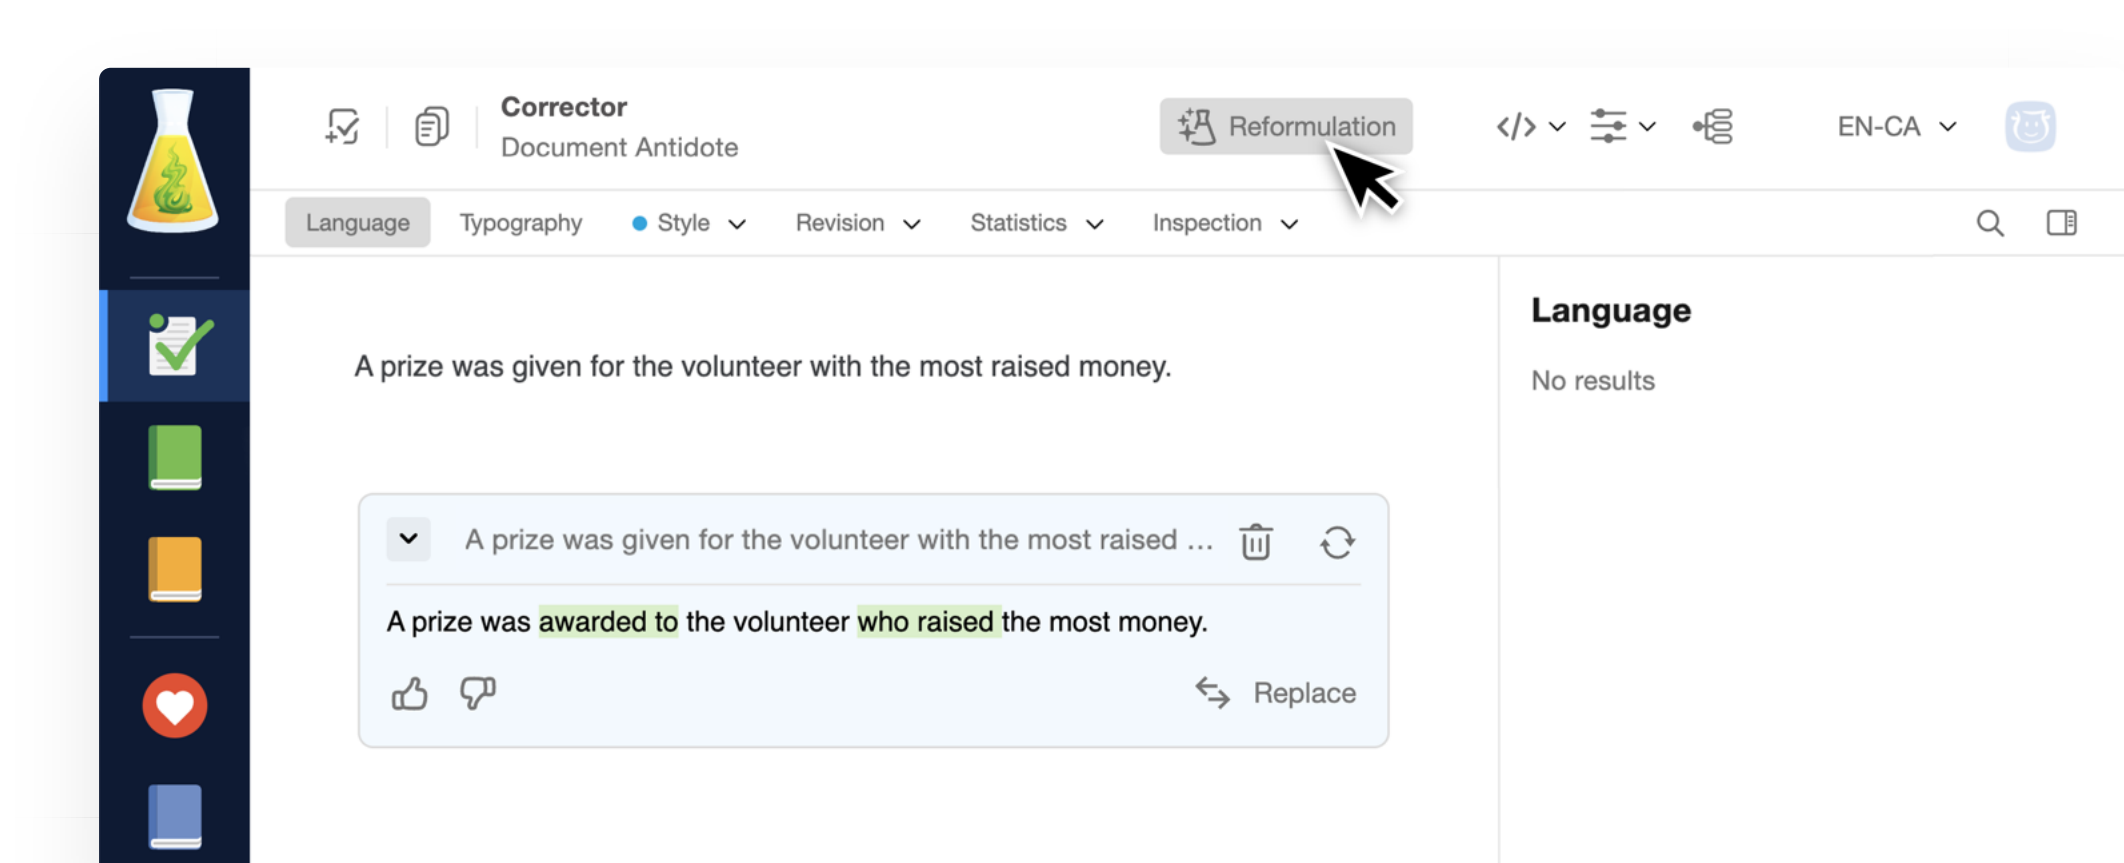 Corrector
Document Antidote
Reformulation
</>
EN-CA
Language
Typography
Style
Revision
Statistics
Inspection
A prize was given for the volunteer with the most raised money.
A prize was given for the volunteer with the most raised ...
A prize was awarded to the volunteer who raised the most money.
Replace
Language
No results